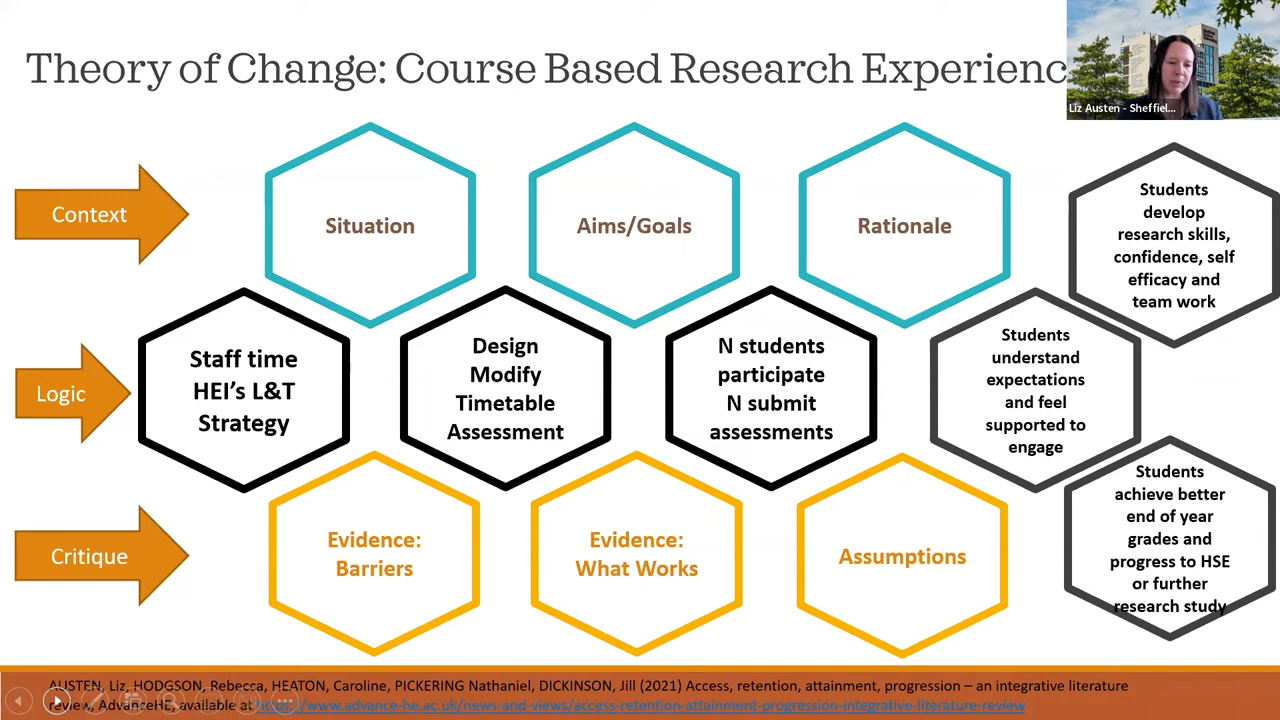 Theory of Change: Course Based Research Experienc
Liz Austen - Sheffiel...
Context
Situation
Aims/Goals
Rationale
Students
develop
research skills,
confidence, self
efficacy and
team work
Logic
Staff time
HEI's L&T
Strategy
Design
Modify
Timetable
Assessment
N students
participate
N submit
assessments
Students
understand
expectations
and feel
supported to
engage
Critique
Evidence:
Barriers
Evidence:
What Works
Assumptions
Students
achieve better
end of year
grades and
progress to HSE
or further
research study
AUSTEN, Liz, HODGSON, Rebecca, HEATON, Caroline, PICKERING Nathaniel, DICKINSON, Jill (2021) Access, retention, attainment, progression – an integrative literature
review, AdvanceHE, available at https://www.advance-he.ac.uk/news-and-views/access-retention-attainment-progression-integrative-literature-review